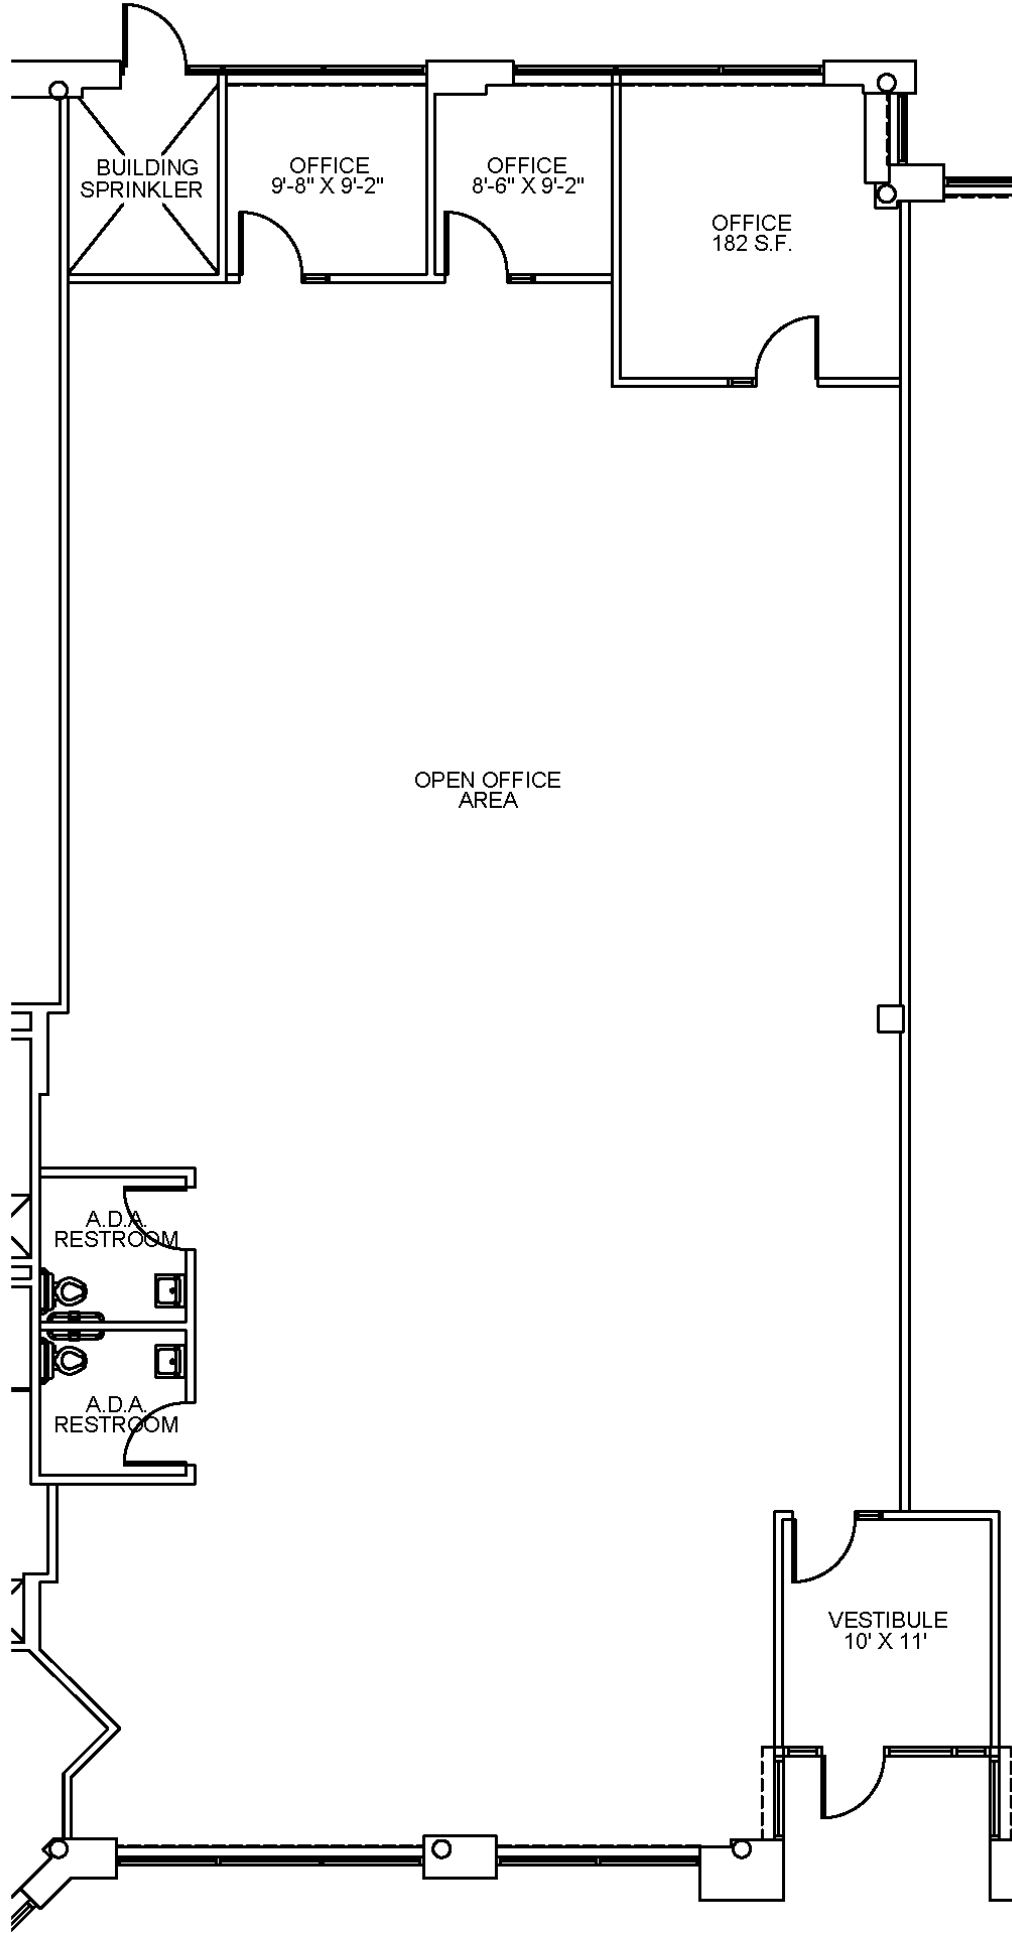 BUILDING
SPRINKLER
OFFICE
9'-8" X 9'-2"
OFFICE
8'-6" X 9'-2"
OFFICE
182 S.F.
OPEN OFFICE
AREA
A.D.A.
RESTROOM
A.D.A.
RESTROOM
VESTIBULE
10' X 11'